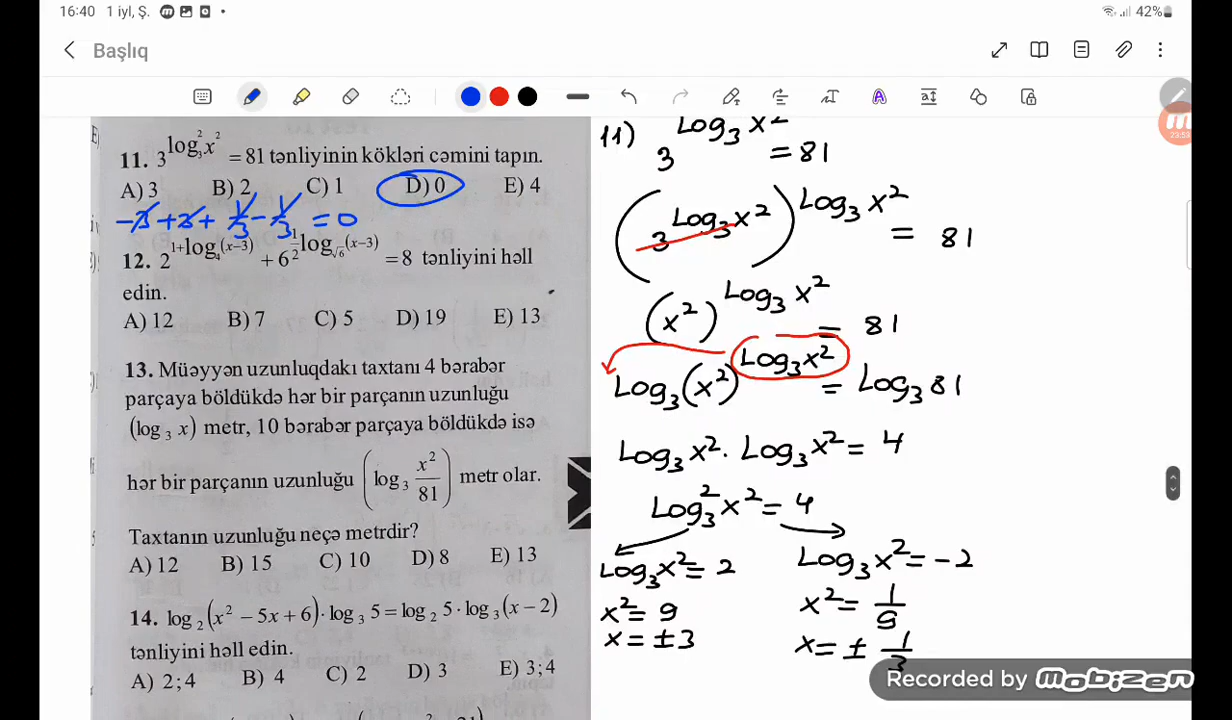 16:40 1 iyl, Ş. 42%
Başlıq
11. 3^{log₃² x²} = 81 tənliyinin kökləri cəmini tapın.
A) 3 B) 2 C) 1 D) 0 E) 4
-3 + 3 + 1/3 - 1/3 = 0
12. 2^{1+log₄(x−3)} + 6^{1/2 log_{√6}(x−3)} = 8 tənliyini həll
edin.
A) 12 B) 7 C) 5 D) 19 E) 13
13. Müəyyən uzunluqdakı taxtanı 4 bərabər
parçaya böldükdə hər bir parçanın uzunluğu
(log₃ x) metr, 10 bərabər parçaya böldükdə isə
hər bir parçanın uzunluğu (log₃ x²/81) metr olar.
Taxtanın uzunluğu neçə metrdir?
A) 12 B) 15 C) 10 D) 8 E) 13
14. log₂(x² − 5x + 6) · log₃ 5 = log₂ 5 · log₃(x − 2)
tənliyini həll edin.
A) 2;4 B) 4 C) 2 D) 3 E) 3;4
11) 3^{Log₃x²} = 81
(3^{Log₃x²})^{Log₃x²} = 81
(x²)^{Log₃x²} = 81
Log₃(x²)^{Log₃x²} = Log₃81
Log₃x² · Log₃x² = 4
Log₃²x² = 4
Log₃x² = 2 Log₃x² = −2
x² = 9 x² = 1/9
x = ±3 x = ± 1/3
Recorded by mobizen
23:59